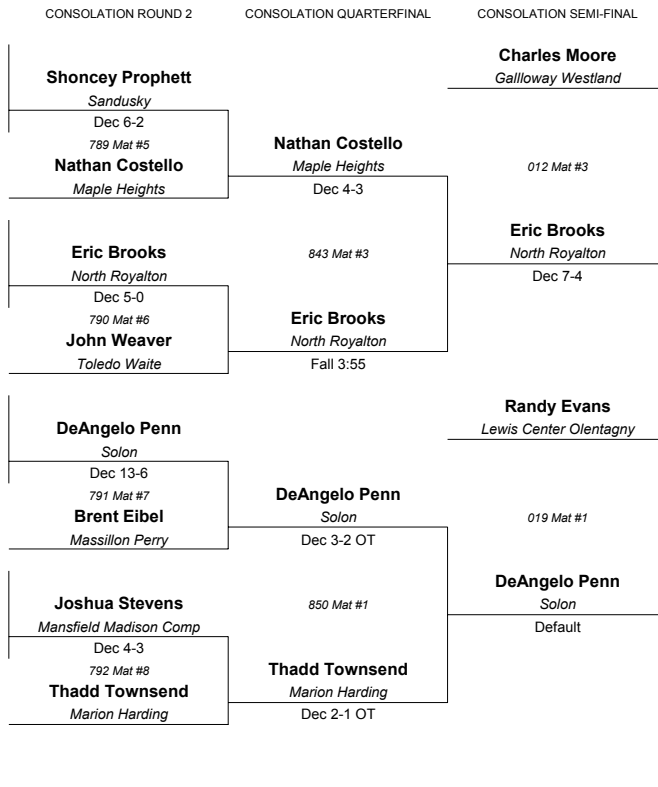 CONSOLATION ROUND 2
CONSOLATION QUARTERFINAL
CONSOLATION SEMI-FINAL
Shoncey Prophett
Sandusky
Dec 6-2
789 Mat #5
Nathan Costello
Maple Heights
Eric Brooks
North Royalton
Dec 5-0
790 Mat #6
John Weaver
Toledo Waite
DeAngelo Penn
Solon
Dec 13-6
791 Mat #7
Brent Eibel
Massillon Perry
Joshua Stevens
Mansfield Madison Comp
Dec 4-3
792 Mat #8
Thadd Townsend
Marion Harding
Nathan Costello
Maple Heights
Dec 4-3
843 Mat #3
Eric Brooks
North Royalton
Fall 3:55
DeAngelo Penn
Solon
Dec 3-2 OT
850 Mat #1
Thadd Townsend
Marion Harding
Dec 2-1 OT
Charles Moore
Gallloway Westland
012 Mat #3
Eric Brooks
North Royalton
Dec 7-4
Randy Evans
Lewis Center Olentagny
019 Mat #1
DeAngelo Penn
Solon
Default